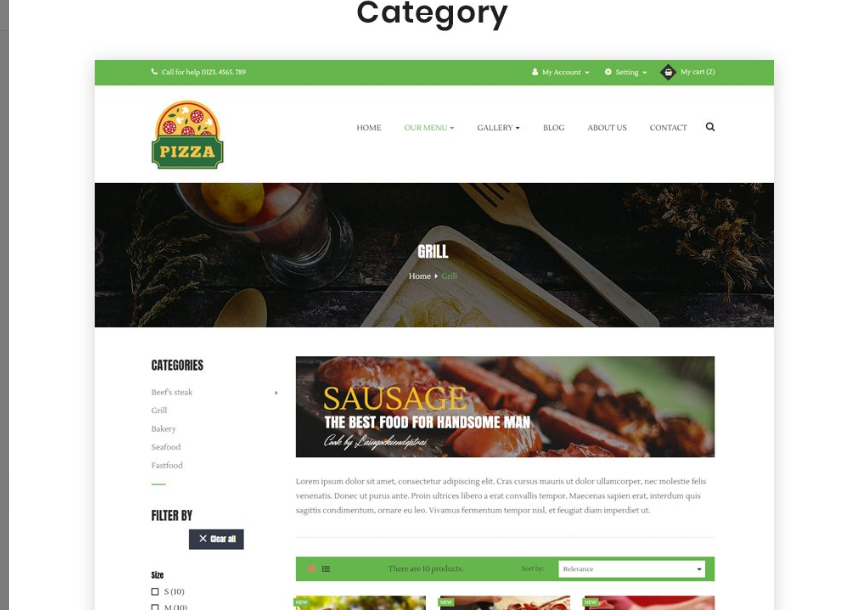 Category
Call for help 0123. 4565. 789
My Account
Setting
My cart (2)
PIZZA
HOME
OUR MENU
GALLERY
BLOG
ABOUT US
CONTACT
GRILL
Home
Grill
CATEGORIES
Beef's steak
Grill
Bakery
Seafood
Fastfood
FILTER BY
Clear all
Size
S (10)
M (10)
SAUSAGE
THE BEST FOOD FOR HANDSOME MAN
Cook by
Lorem ipsum dolor sit amet, consectetur adipiscing elit. Cras cursus mauris ut dolor ullamcorper, nec molestie felis
venenatis. Donec ut purus ante. Proin ultrices libero a erat convallis tempor. Maecenas sapien erat, interdum quis
sagittis condimentum, ornare eu leo. Vivamus fermentum tempor nisl, et feugiat diam imperdiet ut.
There are 10 products.
Sort by:
Relevance
NEW
NEW
NEW